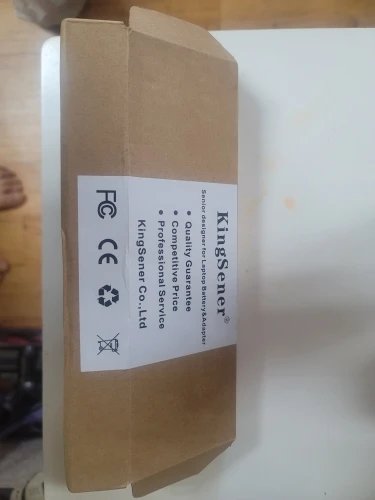 KingSener®
Senior designer for Laptop Battery&Adapter
● Quality Guarantee
● Competitive Price
● Professional Service
KingSener Co.,Ltd
FC CE